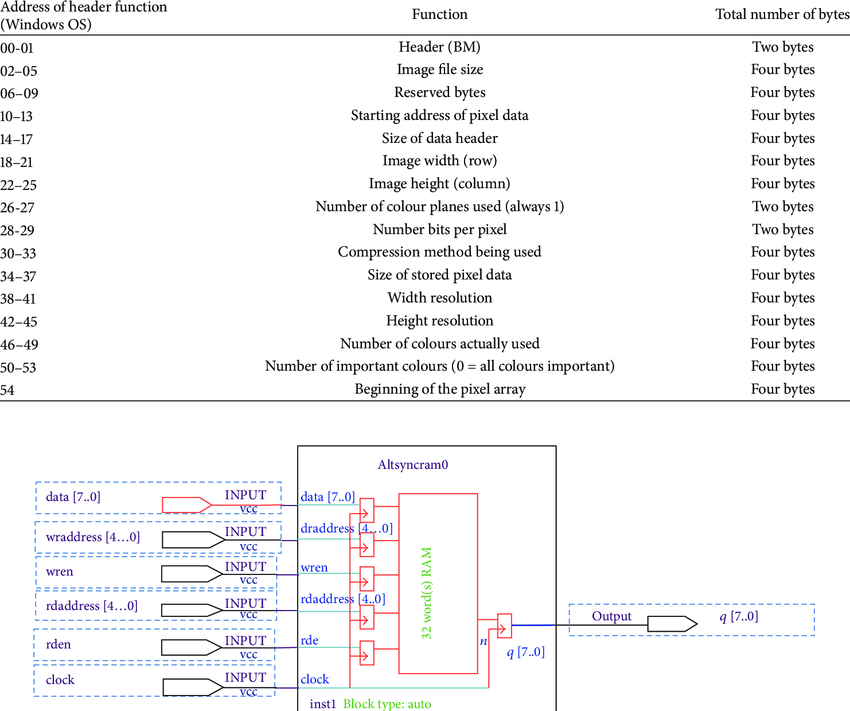 Address of header function (Windows OS) Function Total number of bytes
00-01 Header (BM) Two bytes
02–05 Image file size Four bytes
06–09 Reserved bytes Four bytes
10–13 Starting address of pixel data Four bytes
14–17 Size of data header Four bytes
18–21 Image width (row) Four bytes
22–25 Image height (column) Four bytes
26-27 Number of colour planes used (always 1) Two bytes
28-29 Number bits per pixel Two bytes
30–33 Compression method being used Four bytes
34–37 Size of stored pixel data Four bytes
38–41 Width resolution Four bytes
42–45 Height resolution Four bytes
46–49 Number of colours actually used Four bytes
50–53 Number of important colours (0 = all colours important) Four bytes
54 Beginning of the pixel array Four bytes
Altsyncram0
data [7..0] INPUT data [7..0]
vcc
wraddress [4...0] INPUT draddress [4...0]
vcc
wren INPUT wren
vcc
rdaddress [4...0] INPUT rdaddress [4..0]
vcc
rden INPUT rde
vcc
clock INPUT clock
vcc
32 word(s) RAM
n
q [7..0]
Output q [7..0]
inst1 Block type: auto